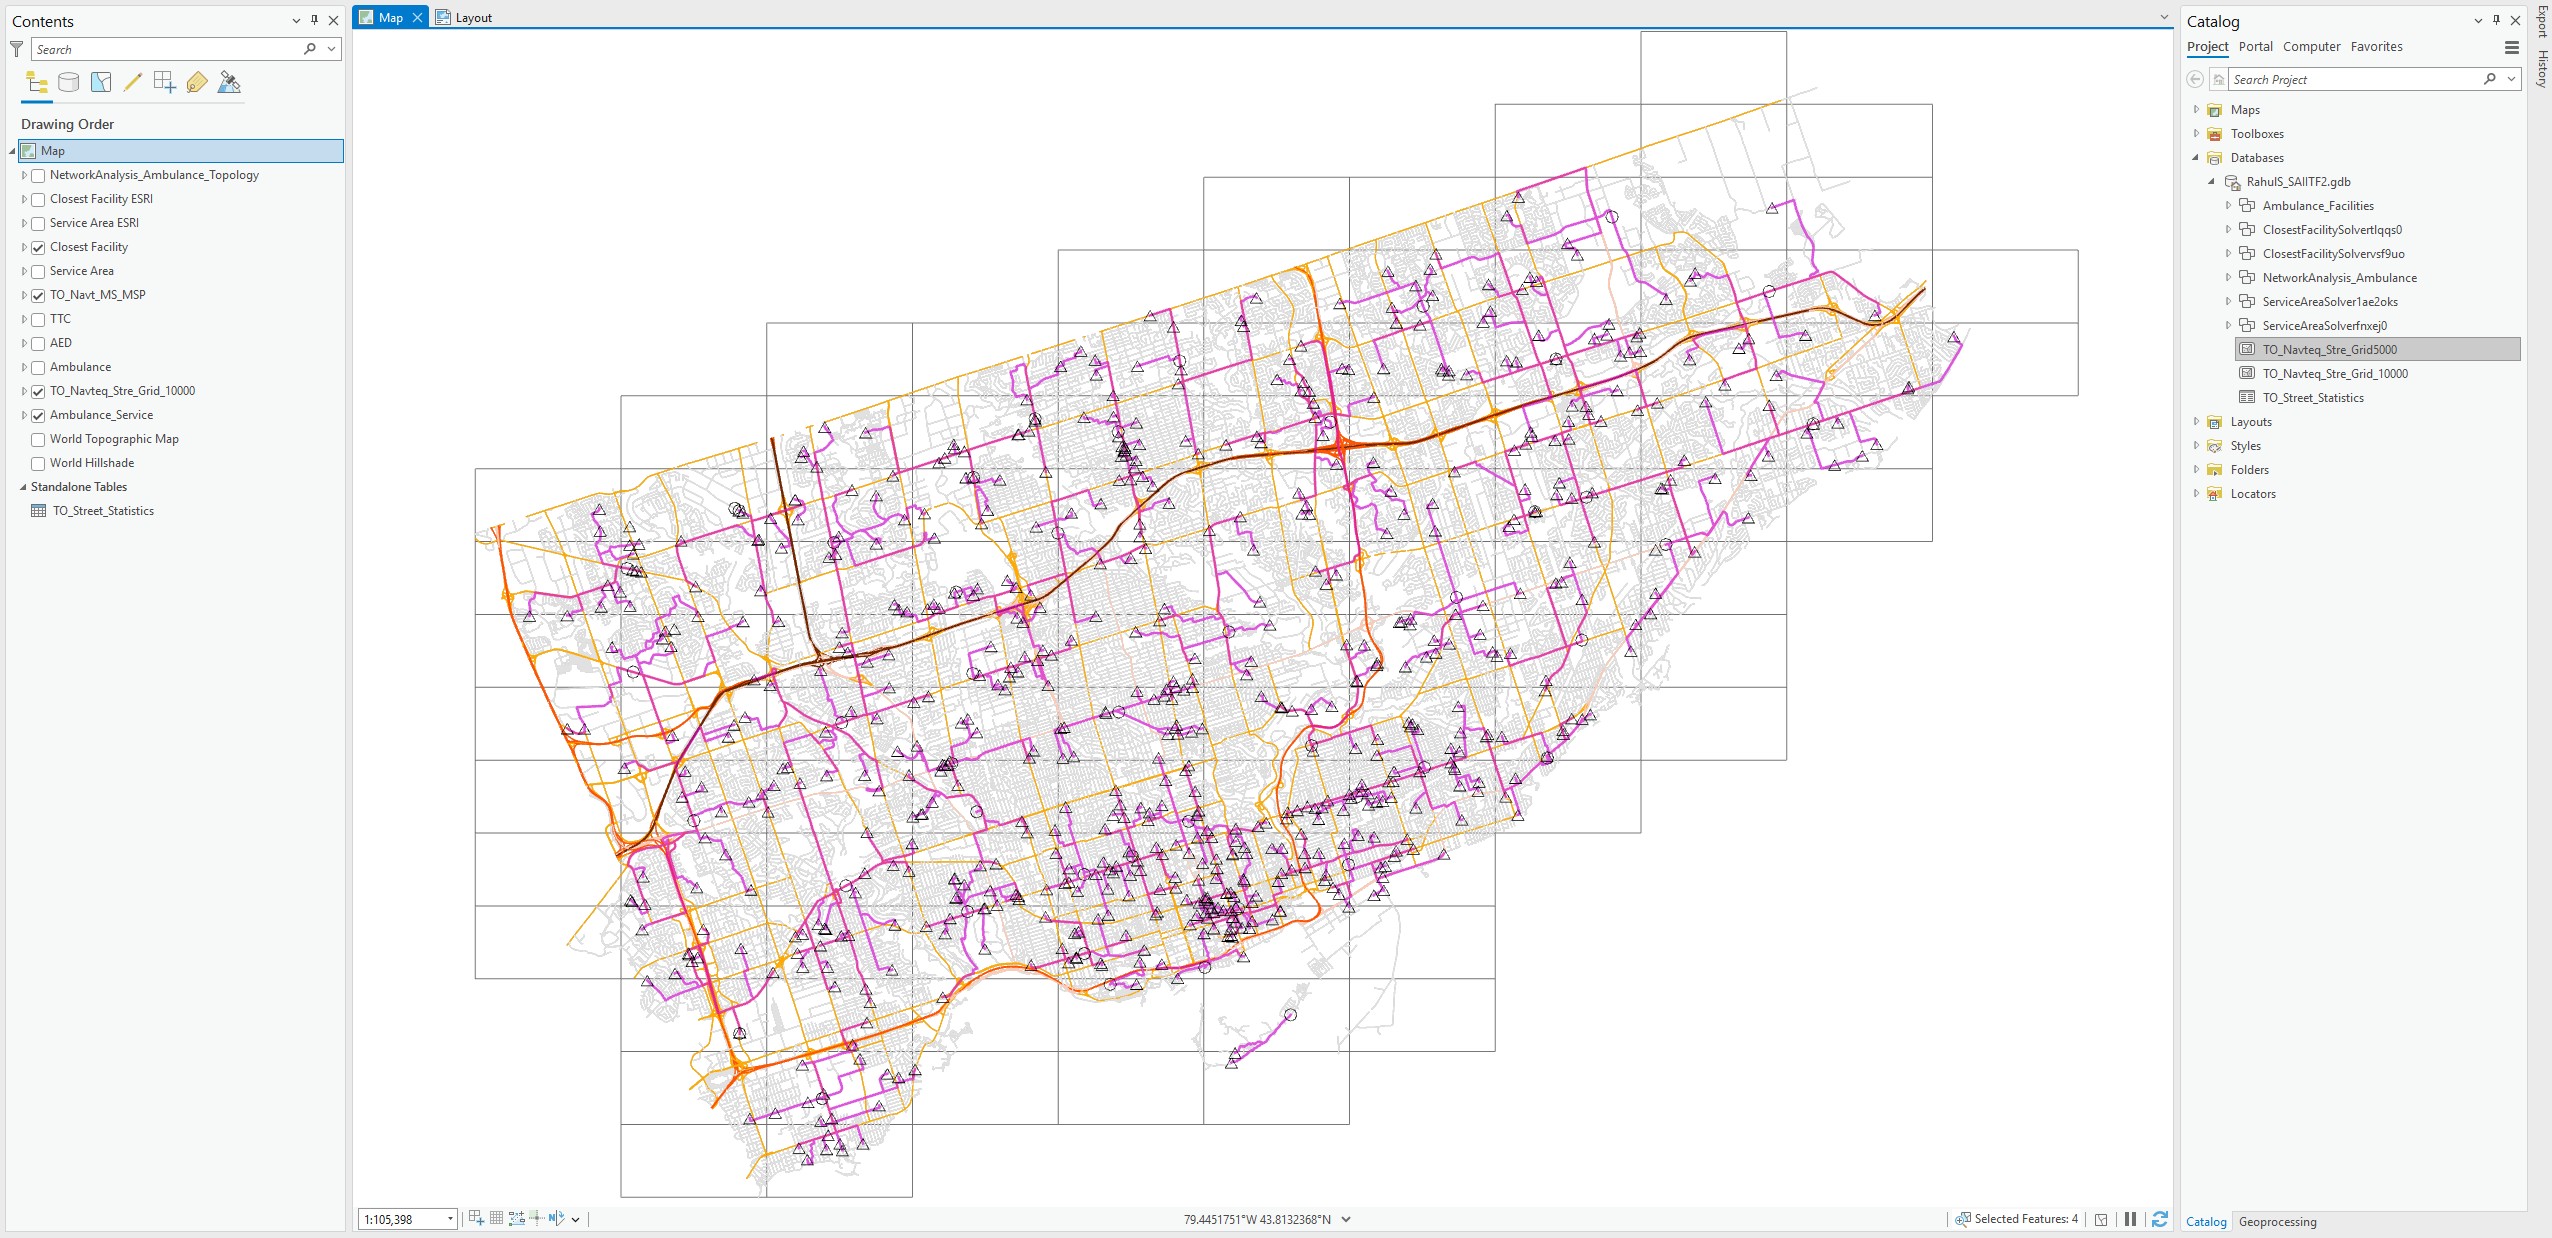 Contents
Search
Drawing Order
Map
NetworkAnalysis_Ambulance_Topology
Closest Facility ESRI
Service Area ESRI
Closest Facility
Service Area
TO_Navt_MS_MSP
TTC
AED
Ambulance
TO_Navteq_Stre_Grid_10000
Ambulance_Service
World Topographic Map
World Hillshade
Standalone Tables
TO_Street_Statistics
Map
Layout
1:105,398
79.4451751°W 43.8132368°N
Selected Features: 4
Catalog
Project Portal Computer Favorites
Search Project
Maps
Toolboxes
Databases
RahulS_SAIITF2.gdb
Ambulance_Facilities
ClosestFacilitySolvertlqqs0
ClosestFacilitySolvervsf9uo
NetworkAnalysis_Ambulance
ServiceAreaSolver1ae2oks
ServiceAreaSolverfnxej0
TO_Navteq_Stre_Grid5000
TO_Navteq_Stre_Grid_10000
TO_Street_Statistics
Layouts
Styles
Folders
Locators
Catalog Geoprocessing
Export
History